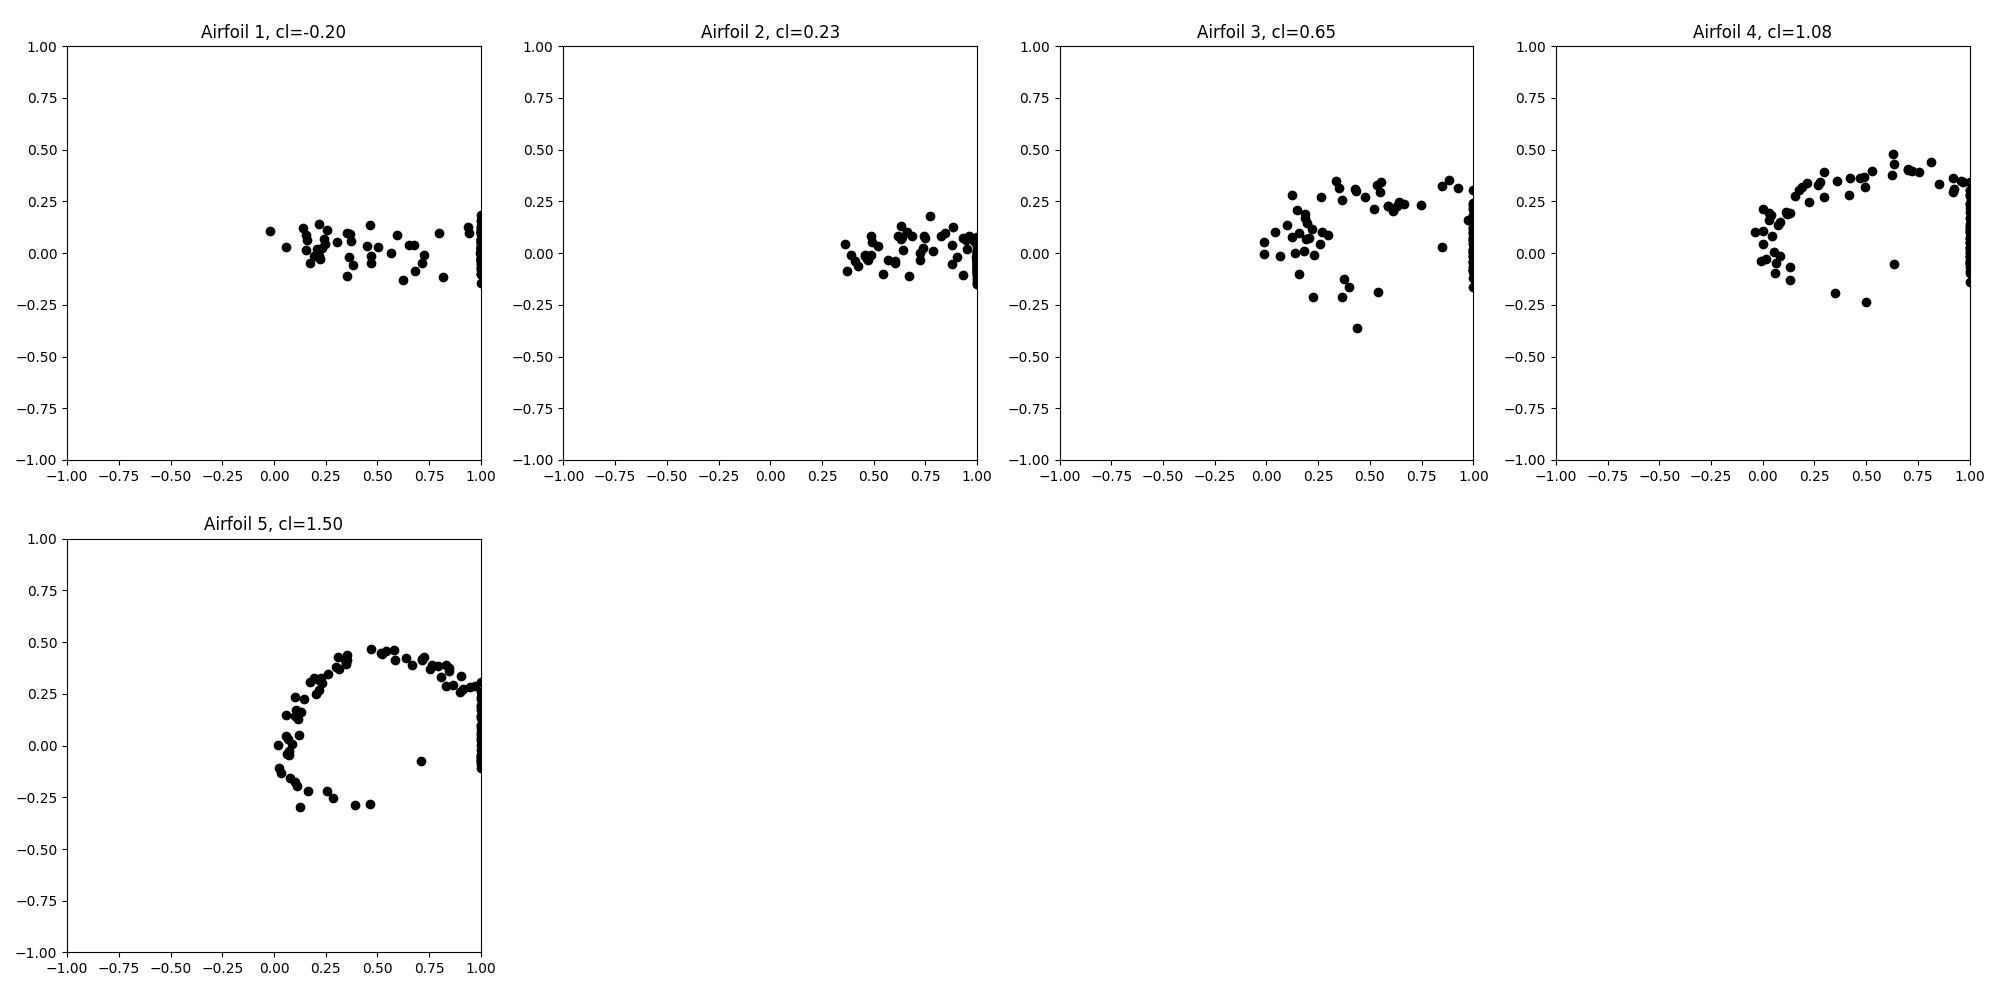 Airfoil 1, cl=-0.20
Airfoil 2, cl=0.23
Airfoil 3, cl=0.65
Airfoil 4, cl=1.08
1.00 1.00 1.00 1.00
0.75 0.75 0.75 0.75
0.50 0.50 0.50 0.50
0.25 0.25 0.25 0.25
0.00 0.00 0.00 0.00
−0.25 −0.25 −0.25 −0.25
−0.50 −0.50 −0.50 −0.50
−0.75 −0.75 −0.75 −0.75
−1.00 −1.00 −1.00 −1.00
−1.00 −0.75 −0.50 −0.25 0.00 0.25 0.50 0.75 1.00
−1.00 −0.75 −0.50 −0.25 0.00 0.25 0.50 0.75 1.00
−1.00 −0.75 −0.50 −0.25 0.00 0.25 0.50 0.75 1.00
−1.00 −0.75 −0.50 −0.25 0.00 0.25 0.50 0.75 1.00
Airfoil 5, cl=1.50
1.00
0.75
0.50
0.25
0.00
−0.25
−0.50
−0.75
−1.00
−1.00 −0.75 −0.50 −0.25 0.00 0.25 0.50 0.75 1.00